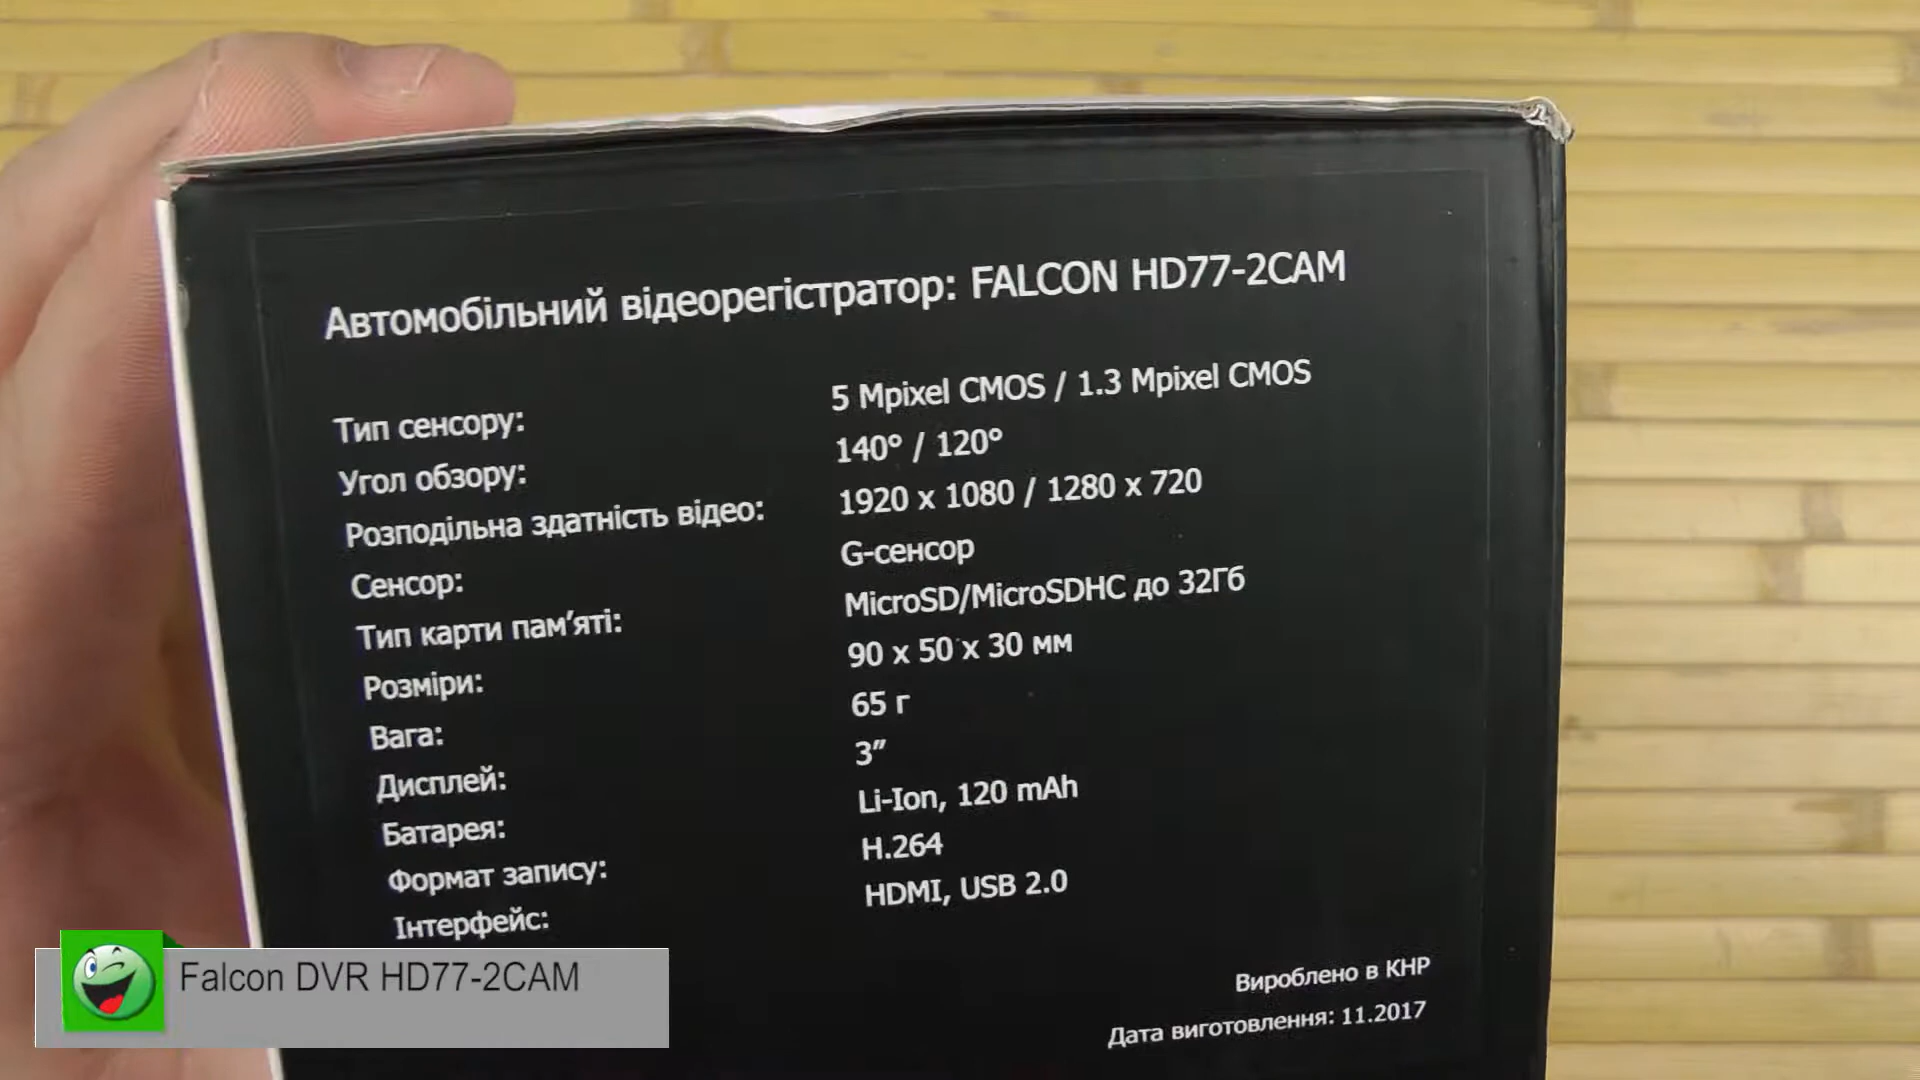 Автомобільний відеорегістратор: FALCON HD77-2CAM
Тип сенсору: 5 Mpixel CMOS / 1.3 Mpixel CMOS
Угол обзору: 140° / 120°
Розподільна здатність відео: 1920 x 1080 / 1280 x 720
Сенсор: G-сенсор
Тип карти пам’яті: MicroSD/MicroSDHC до 32Гб
Розміри: 90 x 50 x 30 мм
Вага: 65 г
Дисплей: 3”
Батарея: Li-Ion, 120 mAh
Формат запису: H.264
Інтерфейс: HDMI, USB 2.0
Вироблено в КНР
Дата виготовлення: 11.2017
Falcon DVR HD77-2CAM